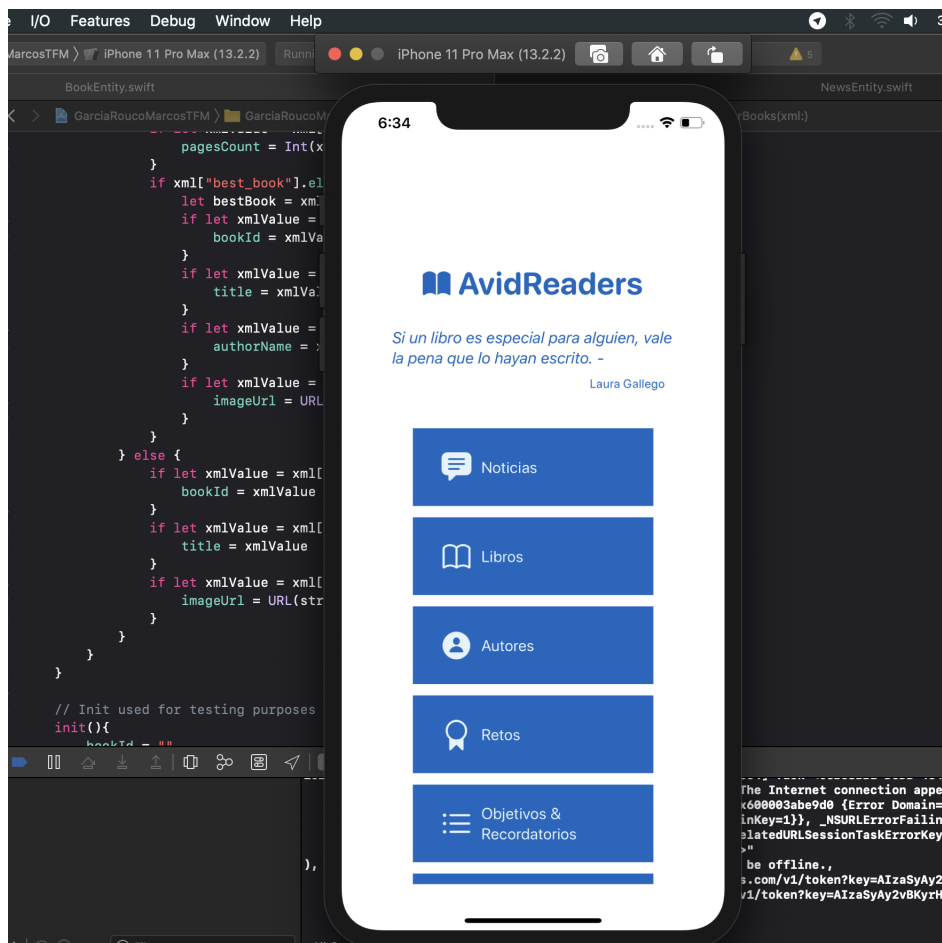 I/O Features Debug Window Help
MarcosTFM iPhone 11 Pro Max (13.2.2)
iPhone 11 Pro Max (13.2.2)
5
BookEntity.swift
NewsEntity.swift
GarciaRoucoMarcosTFM
rBooks(xml:)
pagesCount = Int(x
}
if xml["best_book"].el
let bestBook = xm
if let xmlValue =
bookId = xmlVa
}
if let xmlValue =
title = xmlVal
}
if let xmlValue =
authorName =
}
if let xmlValue =
imageUrl = URL
}
}
} else {
if let xmlValue = xml[
bookId = xmlValue
}
if let xmlValue = xml[
title = xmlValue
}
if let xmlValue = xml[
imageUrl = URL(str
}
}
}
}
// Init used for testing purposes
init(){
bookId = ""
6:34
AvidReaders
Si un libro es especial para alguien, vale
la pena que lo hayan escrito. -
Laura Gallego
Noticias
Libros
Autores
Retos
Objetivos &
Recordatorios
The Internet connection appe
x600003abe9d0 {Error Domain=
inKey=1}}, _NSURLErrorFailin
elatedURLSessionTaskErrorKey
>"
), be offline.,
s.com/v1/token?key=AIzaSyAy2
v1/token?key=AIzaSyAy2vBKyrH